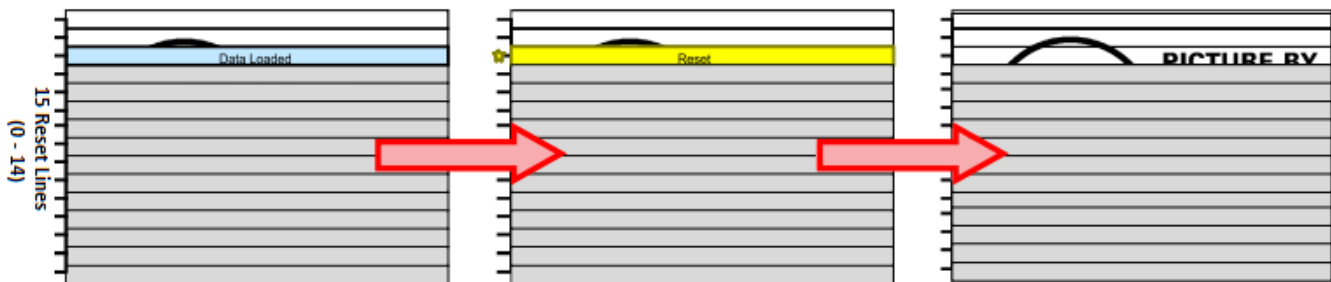 15 Reset Lines
(0 - 14)
Data Loaded
Reset
PICTURE BY